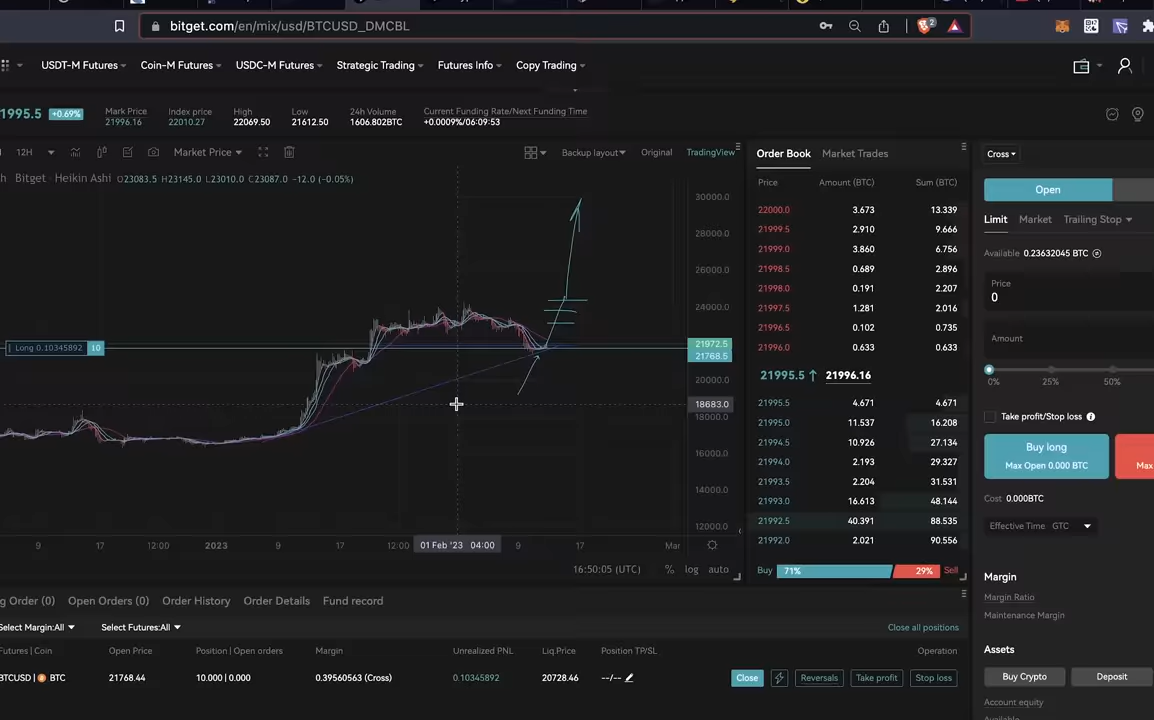 bitget.com/en/mix/usd/BTCUSD_DMCBL
2
USDT-M Futures Coin-M Futures USDC-M Futures Strategic Trading Futures Info Copy Trading
1995.5 +0.69% Mark Price 21996.16 Index price 22010.27 High 22069.50 Low 21612.50 24h Volume 1606.802BTC Current Funding Rate/Next Funding Time +0.0009%/06:09:53
12H Market Price Backup layout Original TradingView
h Bitget Heikin Ashi O23083.5 H23145.0 L23010.0 C23087.0 -12.0 (-0.05%)
30000.0
28000.0
26000.0
24000.0
Long 0.10345892 10
21972.5
21768.5
20000.0
18683.0
18000.0
16000.0
14000.0
12000.0
9 17 12:00 2023 9 17 12:00 01 Feb '23 04:00 9 17 Mar
16:50:05 (UTC) % log auto
Order Book Market Trades
Price Amount (BTC) Sum (BTC)
22000.0 3.673 13.339
21999.5 2.910 9.666
21999.0 3.860 6.756
21998.5 0.689 2.896
21998.0 0.191 2.207
21997.5 1.281 2.016
21996.5 0.102 0.735
21996.0 0.633 0.633
21995.5 ↑ 21996.16
21995.5 4.671 4.671
21995.0 11.537 16.208
21994.5 10.926 27.134
21994.0 2.193 29.327
21993.5 2.204 31.531
21993.0 16.613 48.144
21992.5 40.391 88.535
21992.0 2.021 90.556
Buy 71% 29% Sell
Cross
Open
Limit Market Trailing Stop
Available 0.23632045 BTC
Price
0
Amount
0% 25% 50%
Take profit/Stop loss
Buy long
Max Open 0.000 BTC
Cost 0.000BTC
Effective Time GTC
Margin
Margin Ratio
Maintenance Margin
Assets
Buy Crypto Deposit
Account equity
g Order (0) Open Orders (0) Order History Order Details Fund record
Select Margin:All Select Futures:All Close all positions
Futures | Coin Open Price Position | Open orders Margin Unrealized PNL Liq Price Position TP/SL Operation
BTCUSD | BTC 21768.44 10.000 | 0.000 0.39560563 (Cross) 0.10345892 20728.46 --/-- Close Reversals Take profit Stop loss